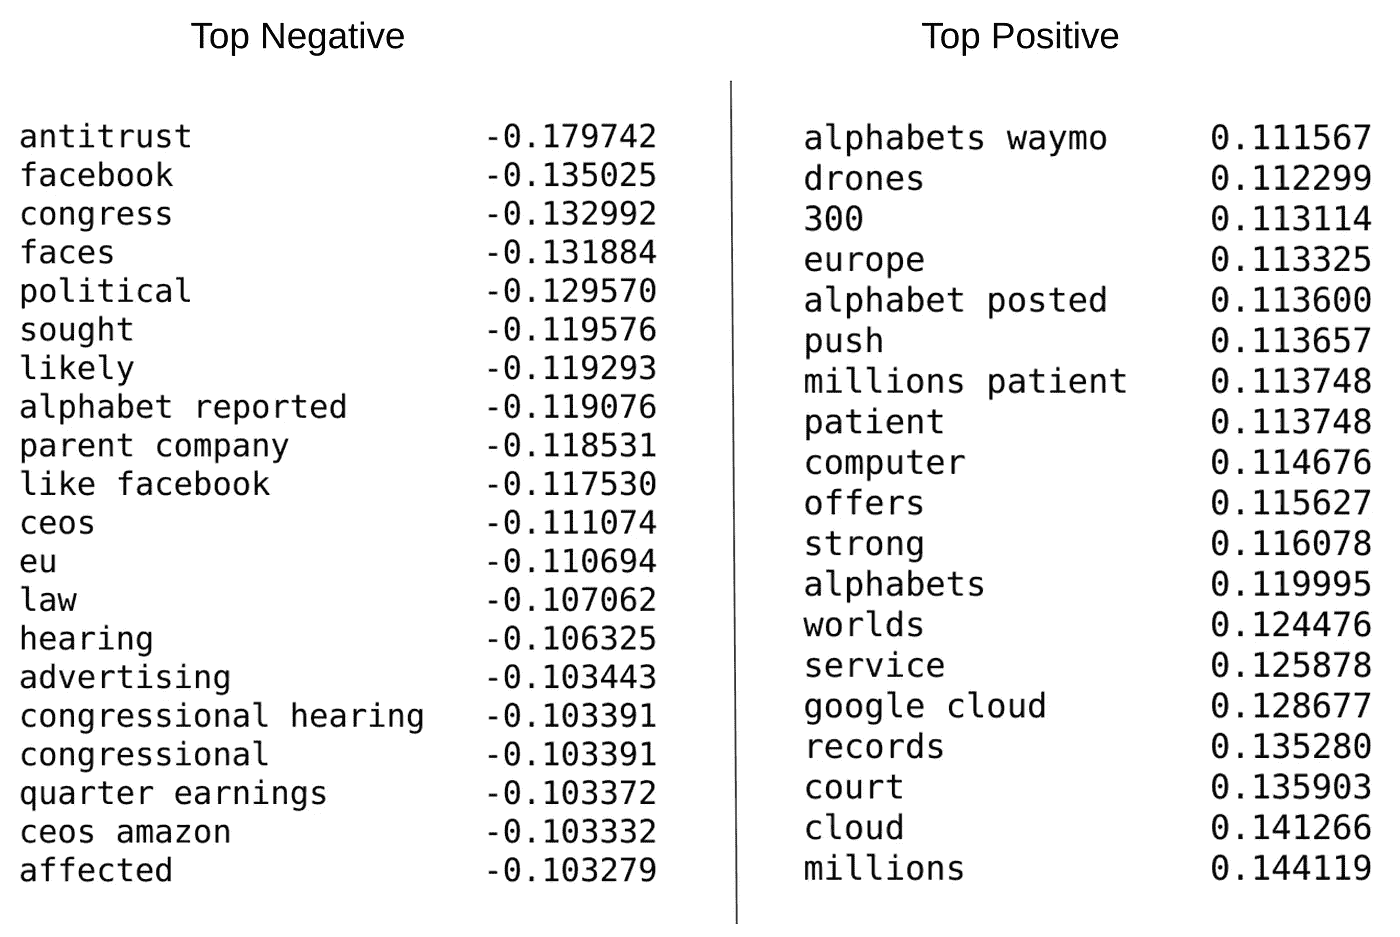 Top Negative
antitrust -0.179742
facebook -0.135025
congress -0.132992
faces -0.131884
political -0.129570
sought -0.119576
likely -0.119293
alphabet reported -0.119076
parent company -0.118531
like facebook -0.117530
ceos -0.111074
eu -0.110694
law -0.107062
hearing -0.106325
advertising -0.103443
congressional hearing -0.103391
congressional -0.103391
quarter earnings -0.103372
ceos amazon -0.103332
affected -0.103279
Top Positive
alphabets waymo 0.111567
drones 0.112299
300 0.113114
europe 0.113325
alphabet posted 0.113600
push 0.113657
millions patient 0.113748
patient 0.113748
computer 0.114676
offers 0.115627
strong 0.116078
alphabets 0.119995
worlds 0.124476
service 0.125878
google cloud 0.128677
records 0.135280
court 0.135903
cloud 0.141266
millions 0.144119